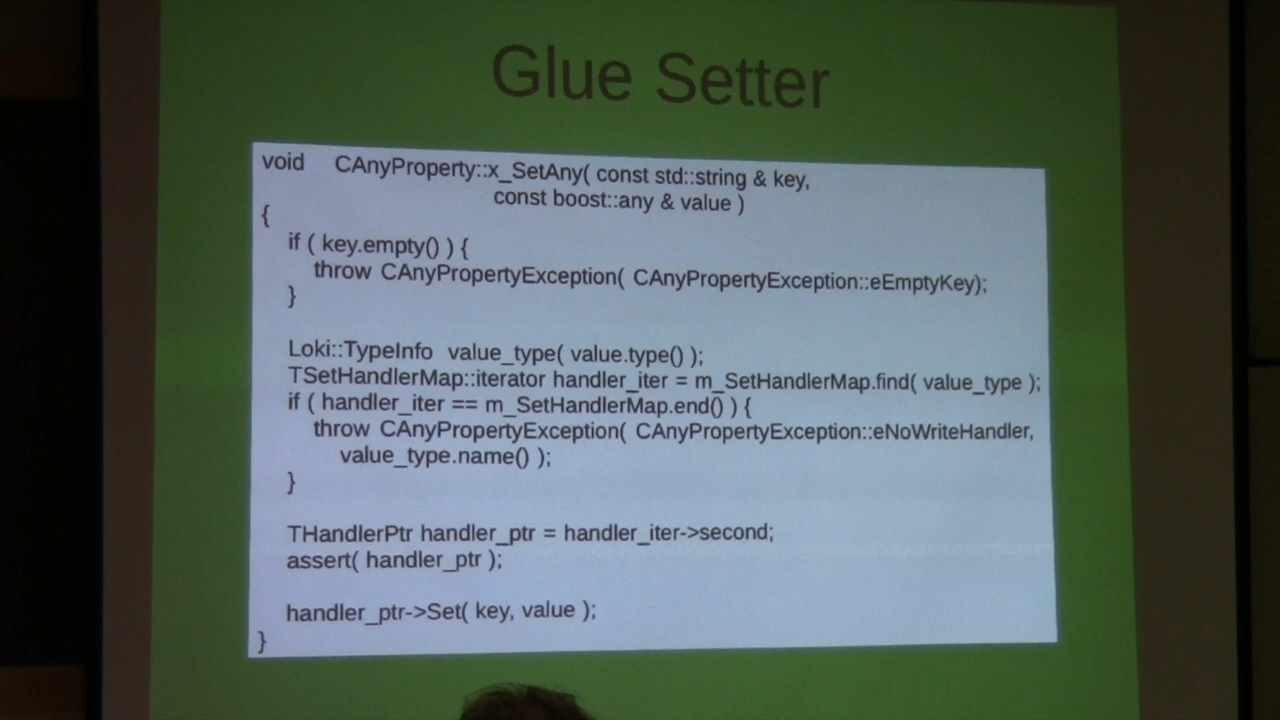 Glue Setter
void CAnyProperty::x_SetAny( const std::string & key,
const boost::any & value )
{
if ( key.empty() ) {
throw CAnyPropertyException( CAnyPropertyException::eEmptyKey);
}
Loki::TypeInfo value_type( value.type() );
TSetHandlerMap::iterator handler_iter = m_SetHandlerMap.find( value_type );
if ( handler_iter == m_SetHandlerMap.end() ) {
throw CAnyPropertyException( CAnyPropertyException::eNoWriteHandler,
value_type.name() );
}
THandlerPtr handler_ptr = handler_iter->second;
assert( handler_ptr );
handler_ptr->Set( key, value );
}